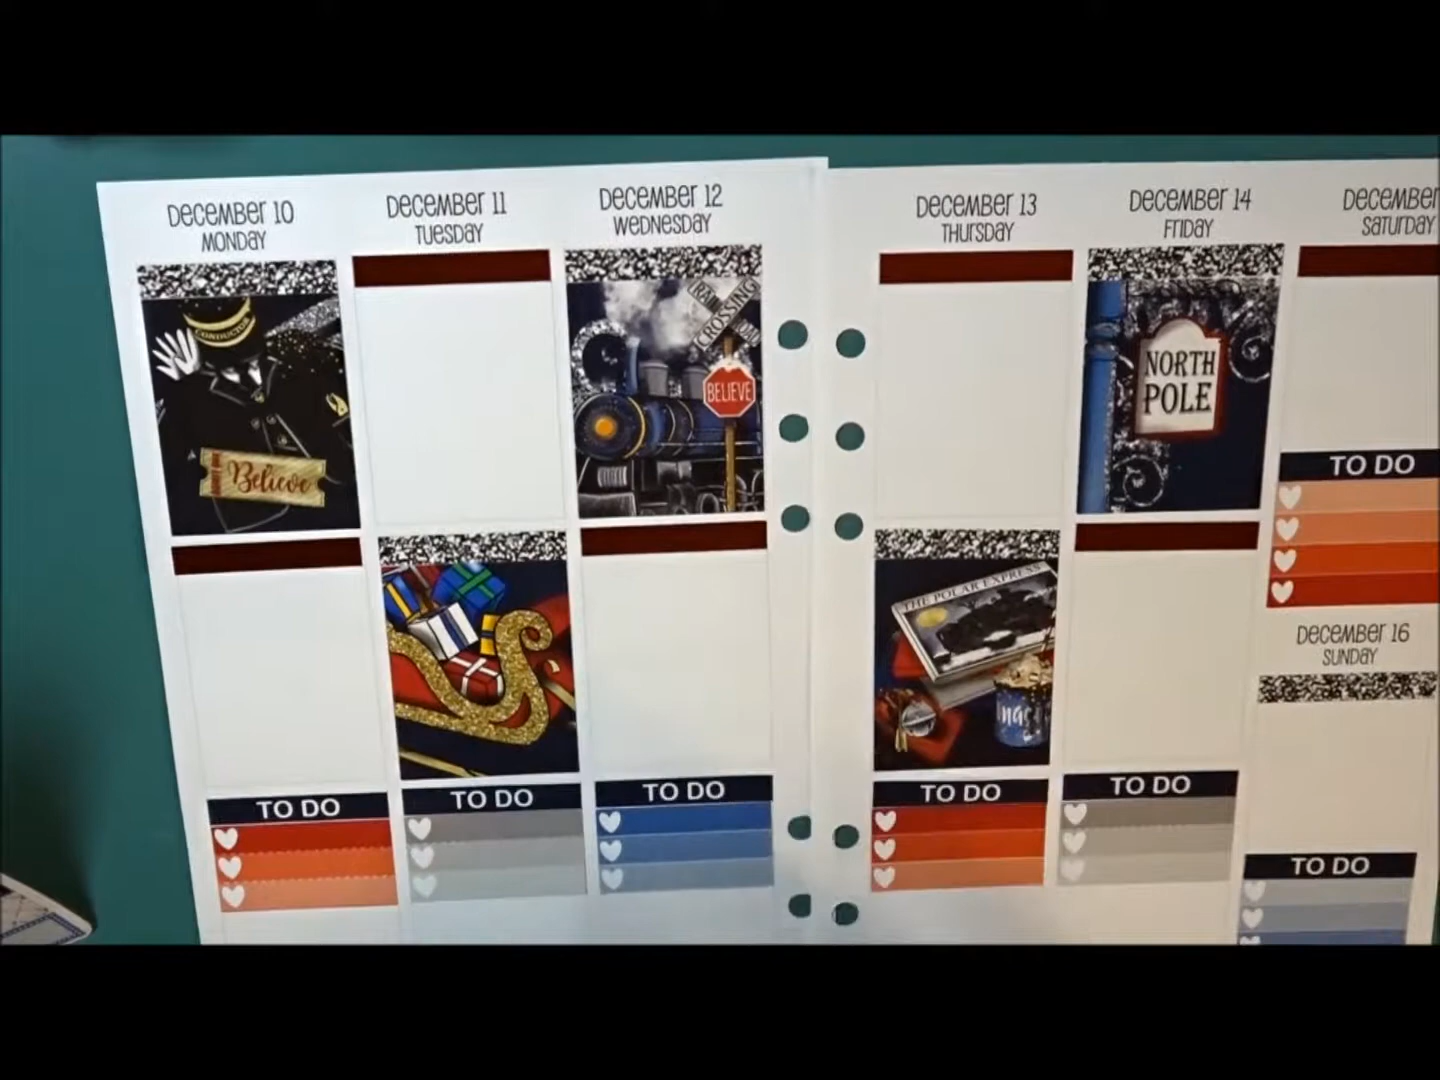 December 10
Monday
CONDUCTOR
Believe
TO DO
December 11
Tuesday
TO DO
December 12
Wednesday
CROSSING
BELIEVE
TO DO
December 13
Thursday
THE POLAR EXPRESS
TO DO
December 14
Friday
NORTH
POLE
TO DO
December
Saturday
TO DO
December 16
Sunday
TO DO